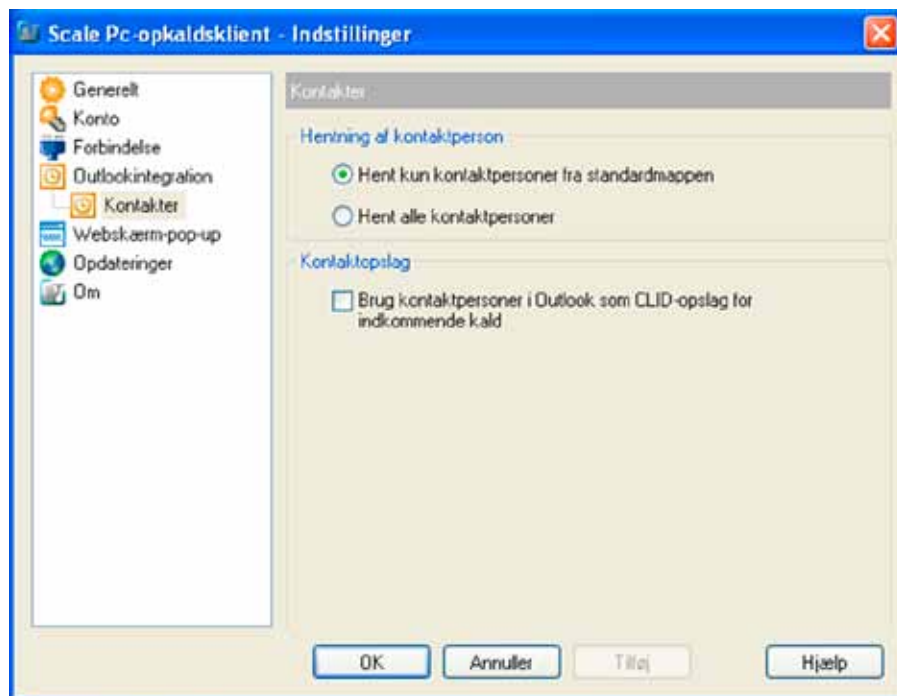 Scale Pc-opkaldsklient - Indstillinger
Generelt
Konto
Forbindelse
Outlookintegration
Kontakter
Webskærm-pop-up
Opdateringer
Om
Kontakter
Hentning af kontaktperson
Hent kun kontaktpersoner fra standardmappen
Hent alle kontaktpersoner
Kontaktopslag
Brug kontaktpersoner i Outlook som CLID-opslag for
indkommende kald
OK
Annuller
Tilføj
Hjælp